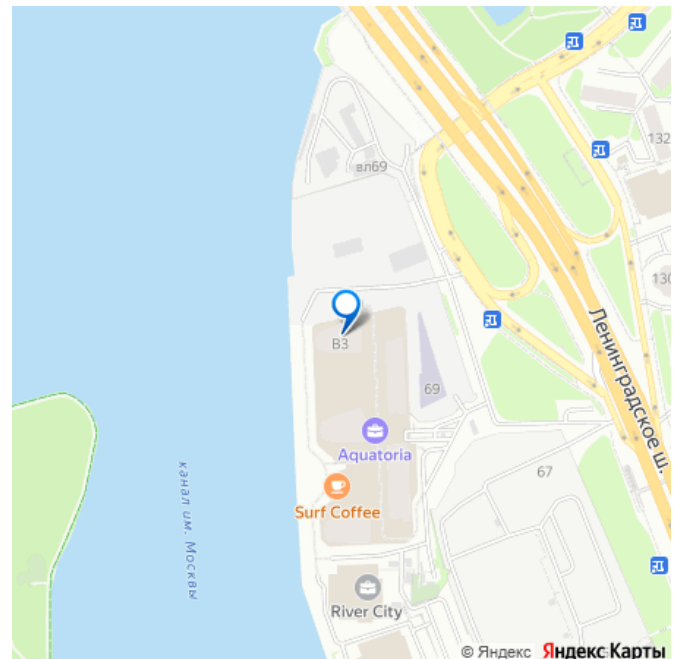 132
вл69
130
Ленинградское ш.
В3
69
Aquatoria
67
Surf Coffee
канал им. Москвы
River City
© Яндекс Яндекс Карты